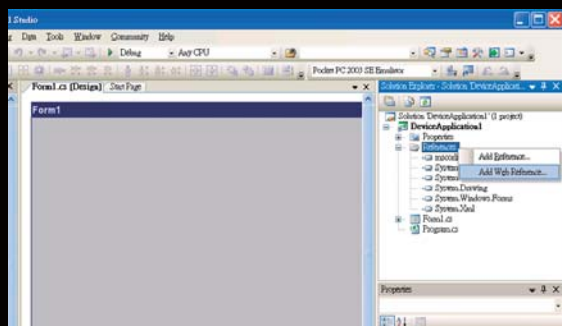 l Studio
Data Tools Window Community Help
Debug Any CPU
Pocket PC 2003 SE Emulator
Form1.cs [Design] Start Page
Solution Explorer - Solution 'DeviceApplicati...
Form1
Solution 'DeviceApplication1' (1 project)
DeviceApplication1
Properties
References
Add Reference...
Add Web Reference...
System
System
System.Drawing
System.Windows.Forms
System.Xml
Form1.cs
Program.cs
Properties